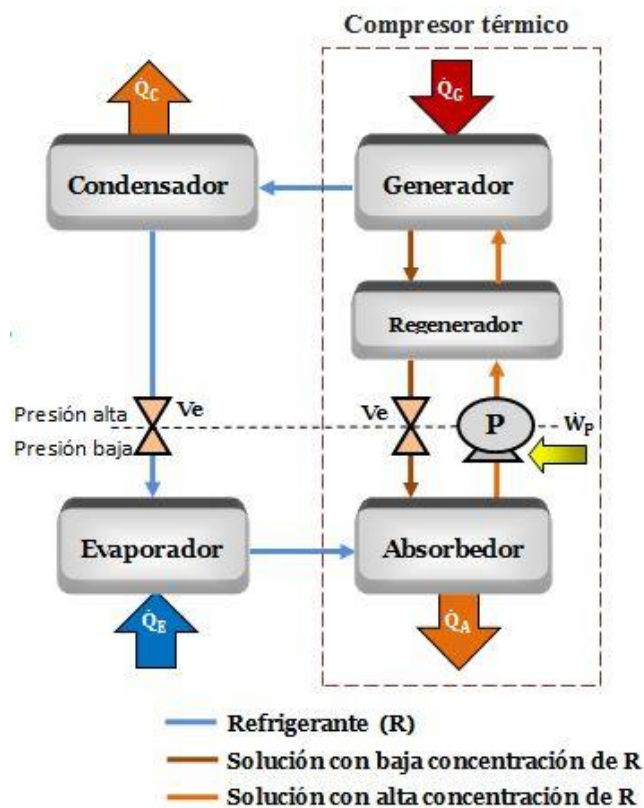 Compresor térmico
Q̇C
Q̇G
Condensador
Generador
Regenerador
Presión alta
Ve
Ve
P
ẆP
Presión baja
Evaporador
Absorbedor
Q̇E
Q̇A
Refrigerante (R)
Solución con baja concentración de R
Solución con alta concentración de R